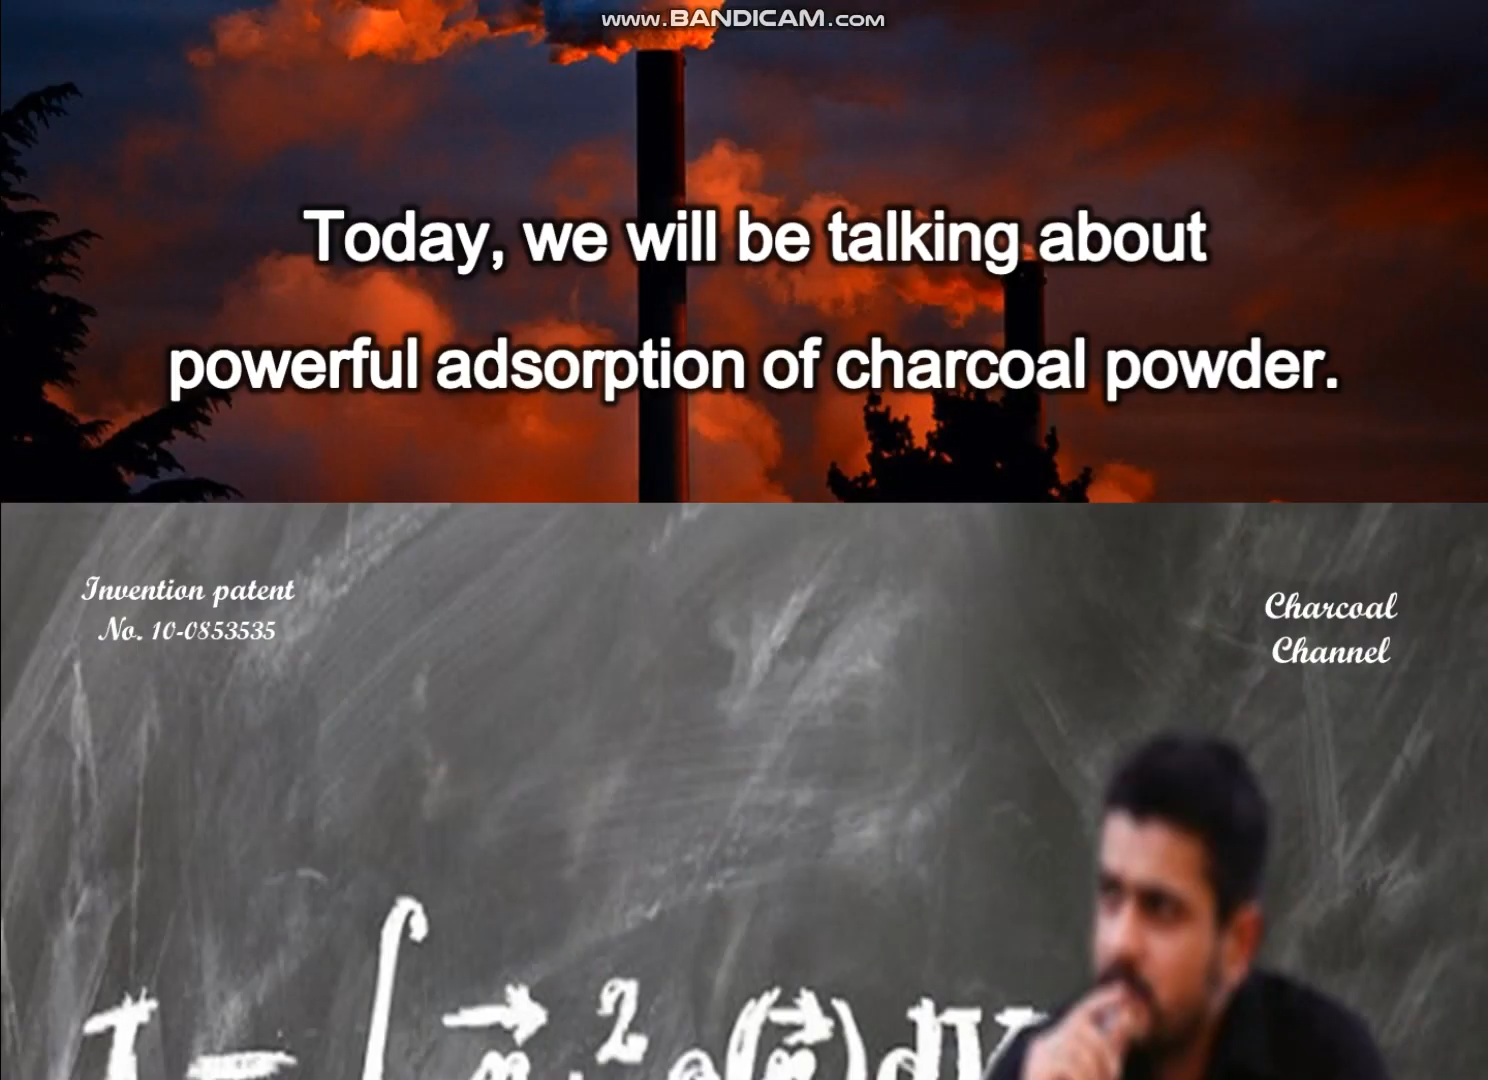 www.BANDICAM.com
Today, we will be talking about
powerful adsorption of charcoal powder.
Invention patent
No. 10-0853535
Charcoal
Channel